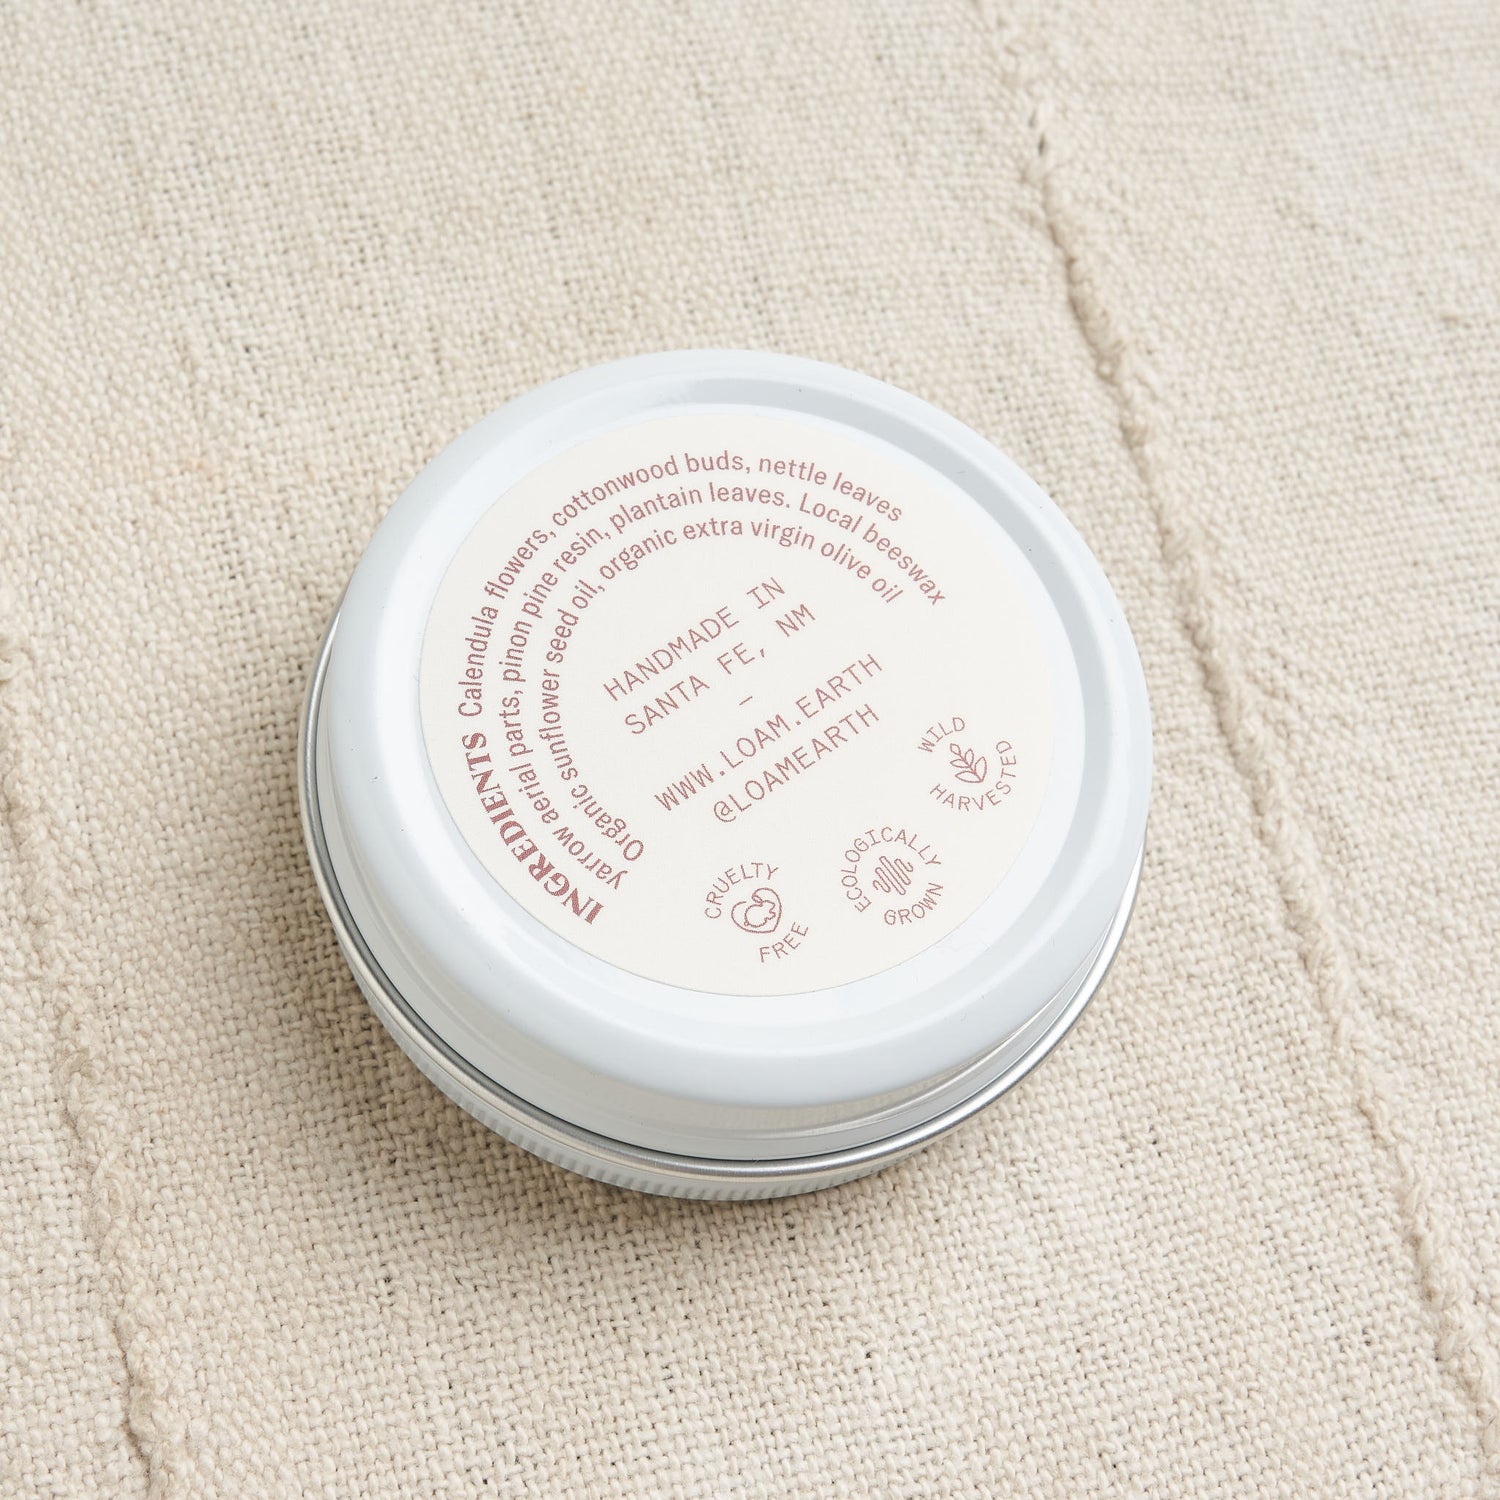 INGREDIENTS Calendula flowers, cottonwood buds, nettle leaves
yarrow aerial parts, pinon pine resin, plantain leaves. Local beeswax
Organic sunflower seed oil, organic extra virgin olive oil
HANDMADE IN
SANTA FE, NM
–
WWW.LOAM.EARTH
@LOAMEARTH
CRUELTY
FREE
ECOLOGICALLY
GROWN
WILD
HARVESTED